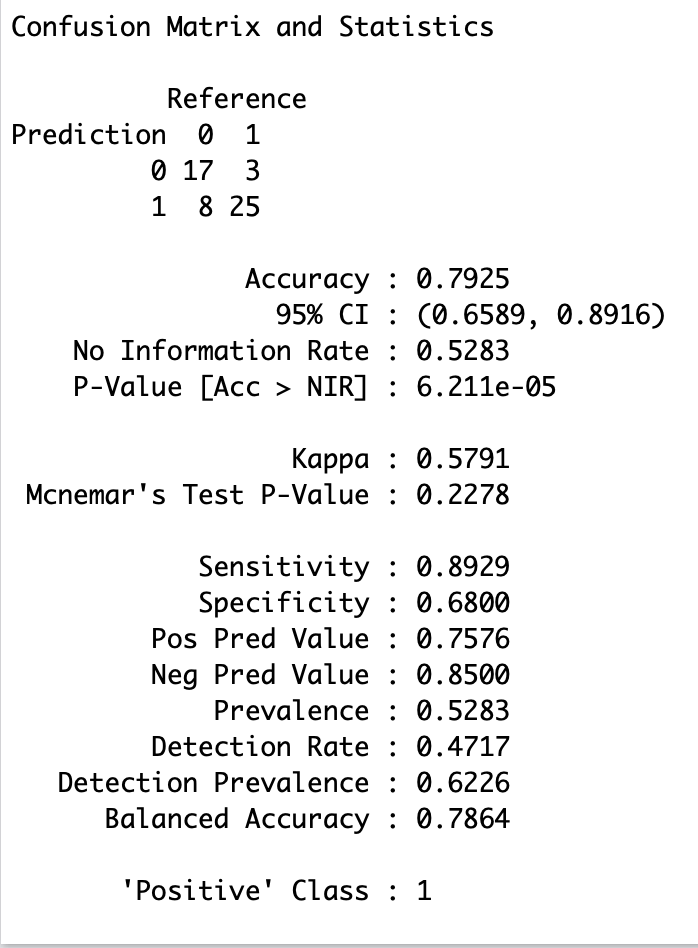 Confusion Matrix and Statistics
Reference
Prediction 0 1
0 17 3
1 8 25
Accuracy : 0.7925
95% CI : (0.6589, 0.8916)
No Information Rate : 0.5283
P-Value [Acc > NIR] : 6.211e-05
Kappa : 0.5791
Mcnemar's Test P-Value : 0.2278
Sensitivity : 0.8929
Specificity : 0.6800
Pos Pred Value : 0.7576
Neg Pred Value : 0.8500
Prevalence : 0.5283
Detection Rate : 0.4717
Detection Prevalence : 0.6226
Balanced Accuracy : 0.7864
'Positive' Class : 1